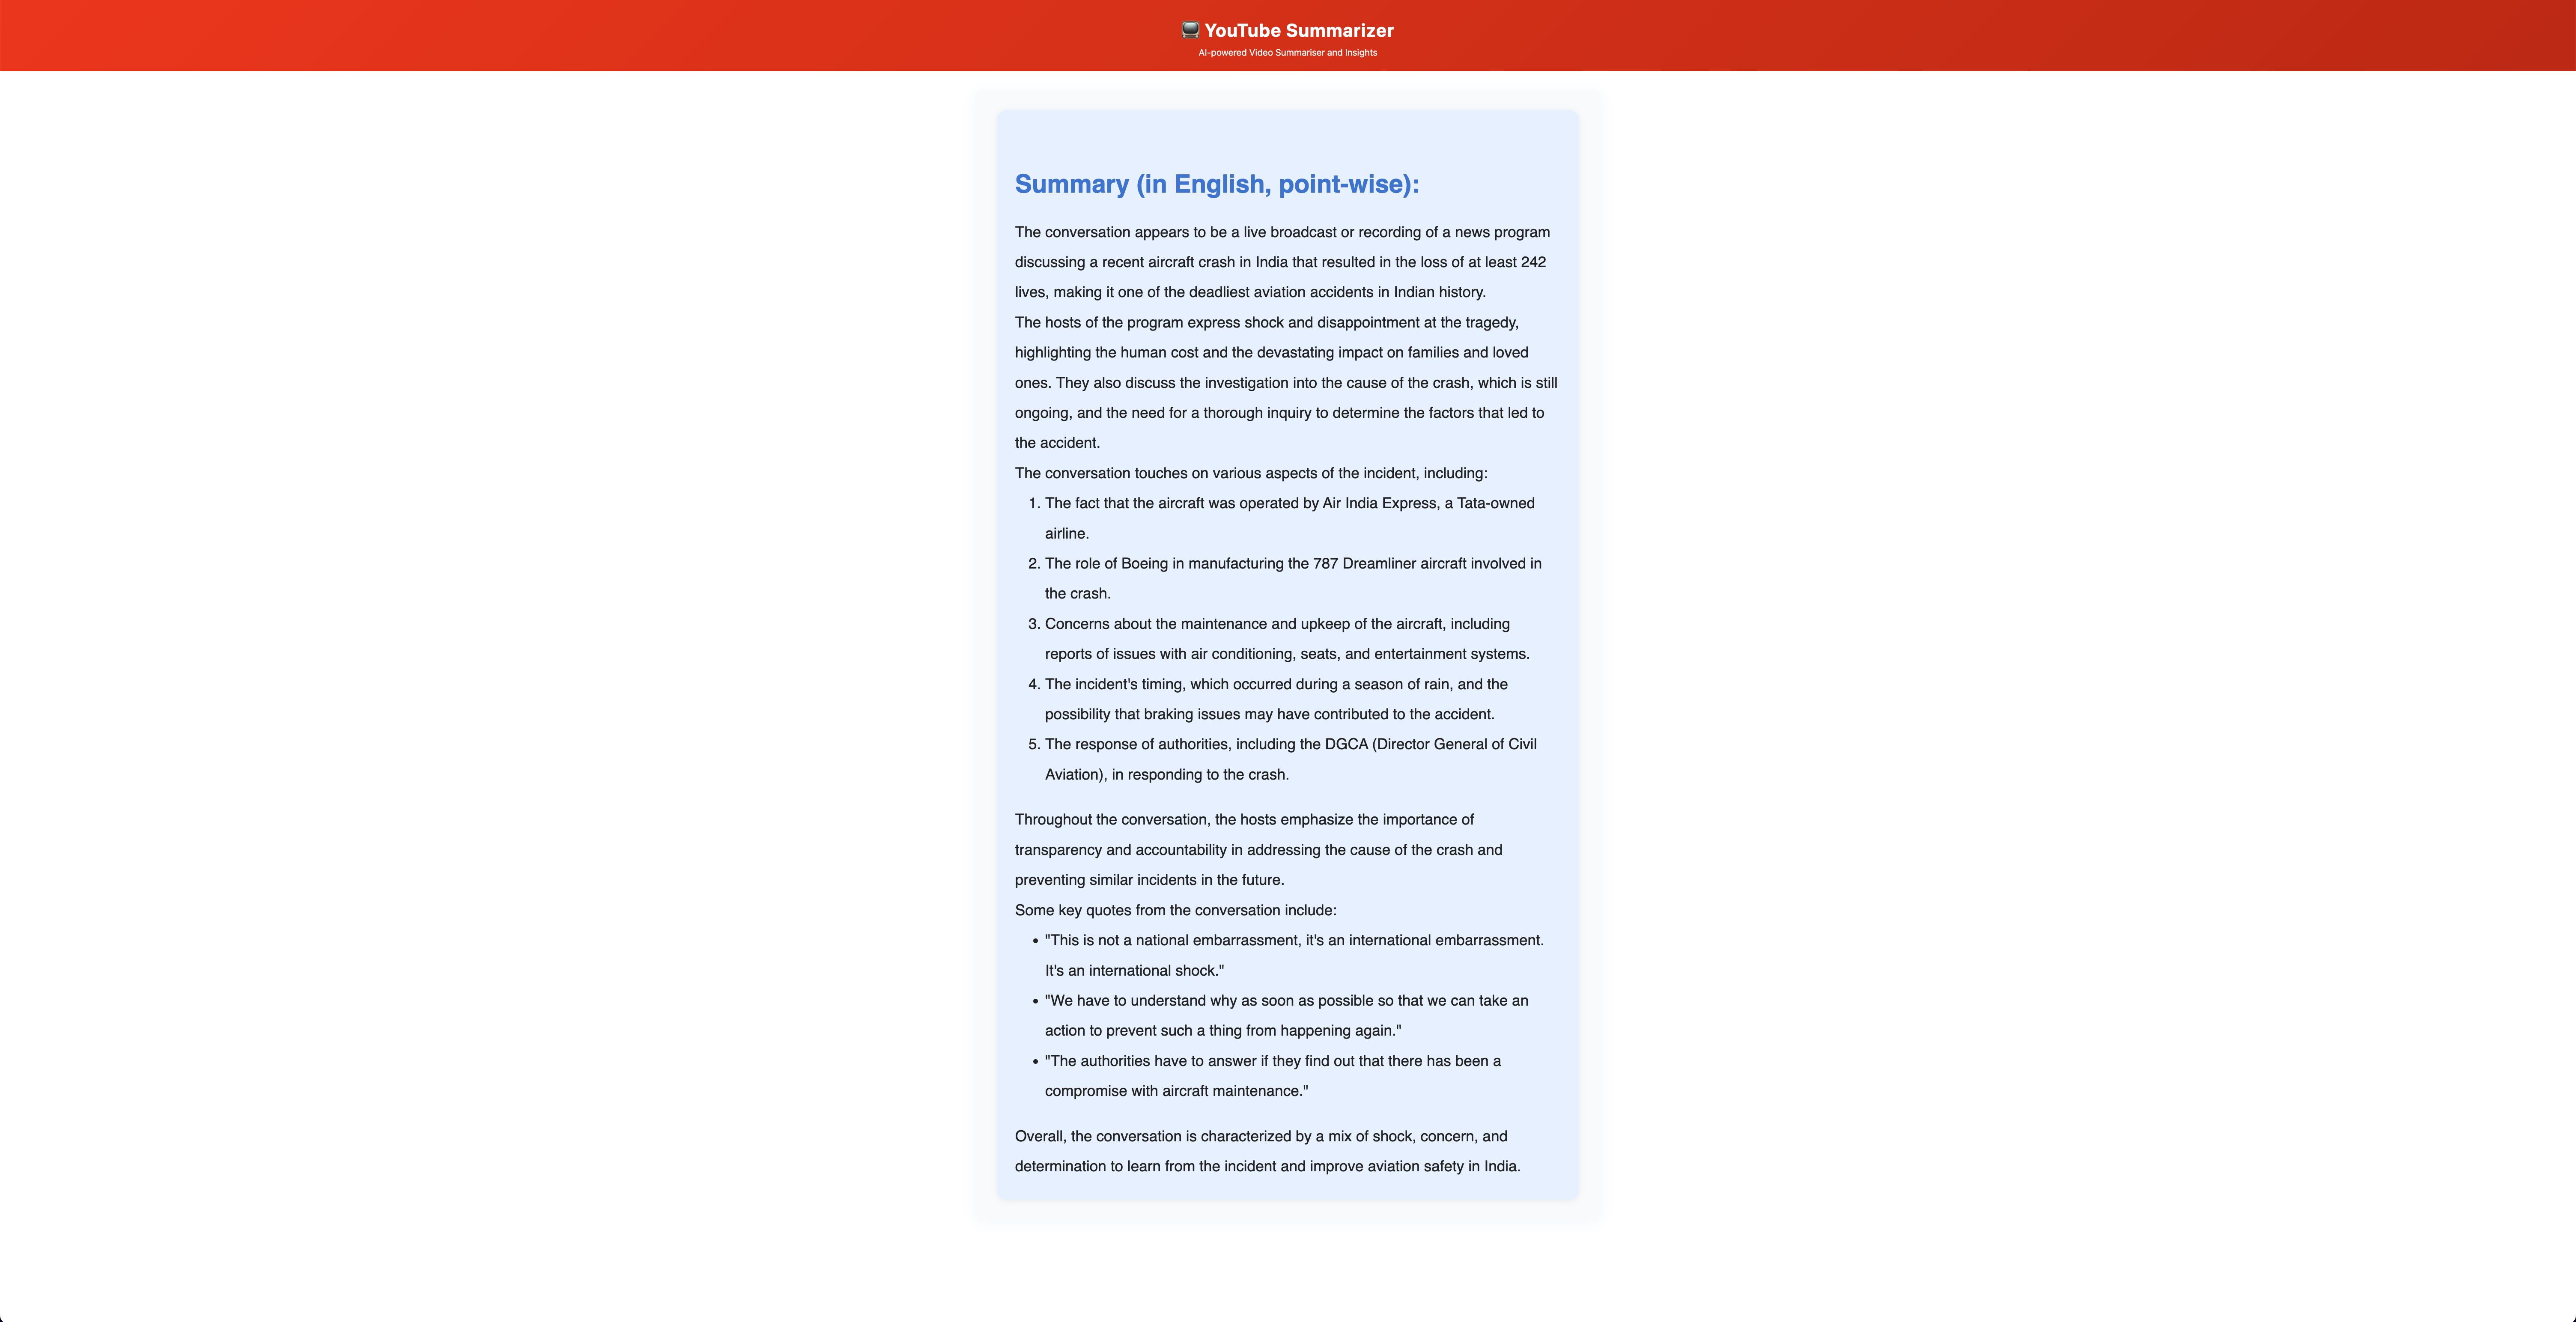 📺 YouTube Summarizer
AI-powered Video Summariser and Insights
Summary (in English, point-wise):
The conversation appears to be a live broadcast or recording of a news program
discussing a recent aircraft crash in India that resulted in the loss of at least 242
lives, making it one of the deadliest aviation accidents in Indian history.
The hosts of the program express shock and disappointment at the tragedy,
highlighting the human cost and the devastating impact on families and loved
ones. They also discuss the investigation into the cause of the crash, which is still
ongoing, and the need for a thorough inquiry to determine the factors that led to
the accident.
The conversation touches on various aspects of the incident, including:
1. The fact that the aircraft was operated by Air India Express, a Tata-owned
airline.
2. The role of Boeing in manufacturing the 787 Dreamliner aircraft involved in
the crash.
3. Concerns about the maintenance and upkeep of the aircraft, including
reports of issues with air conditioning, seats, and entertainment systems.
4. The incident's timing, which occurred during a season of rain, and the
possibility that braking issues may have contributed to the accident.
5. The response of authorities, including the DGCA (Director General of Civil
Aviation), in responding to the crash.
Throughout the conversation, the hosts emphasize the importance of
transparency and accountability in addressing the cause of the crash and
preventing similar incidents in the future.
Some key quotes from the conversation include:
• "This is not a national embarrassment, it's an international embarrassment.
It's an international shock."
• "We have to understand why as soon as possible so that we can take an
action to prevent such a thing from happening again."
• "The authorities have to answer if they find out that there has been a
compromise with aircraft maintenance."
Overall, the conversation is characterized by a mix of shock, concern, and
determination to learn from the incident and improve aviation safety in India.